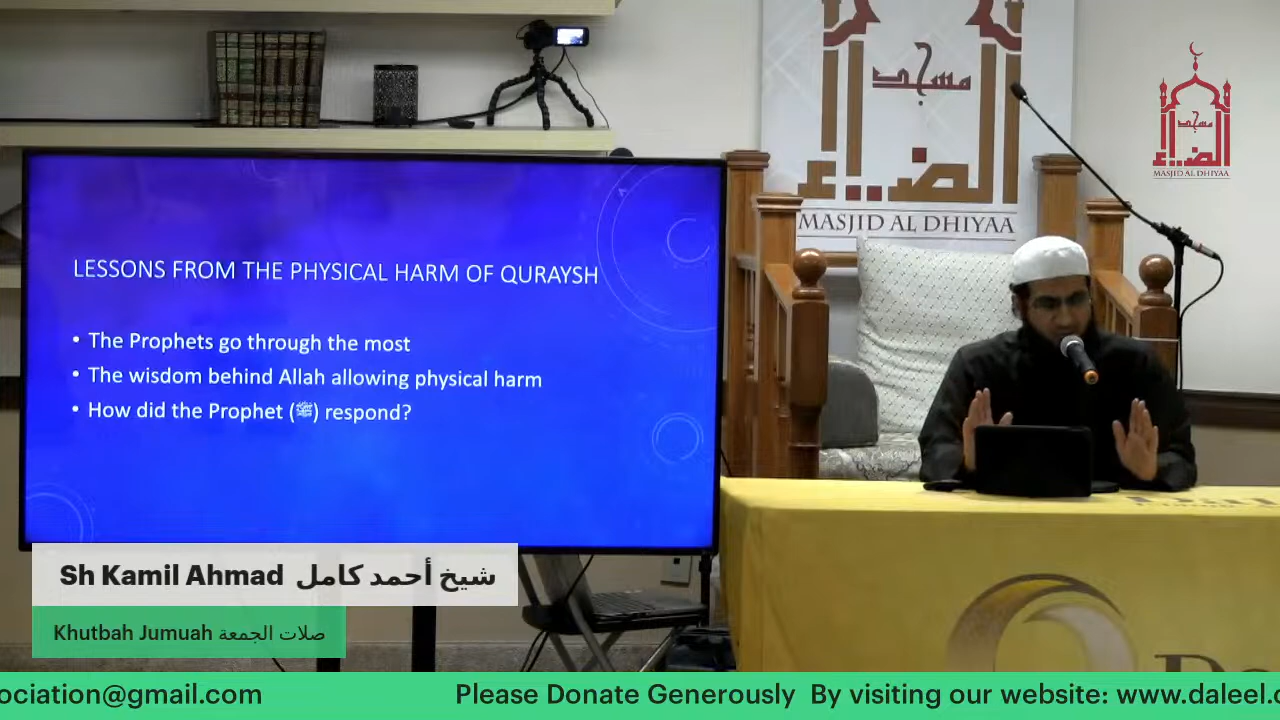 مسجد
الضياء
MASJID AL DHIYAA
مسجد
الضياء
MASJID AL DHIYAA
LESSONS FROM THE PHYSICAL HARM OF QURAYSH
• The Prophets go through the most
• The wisdom behind Allah allowing physical harm
• How did the Prophet (ﷺ) respond?
Sh Kamil Ahmad شيخ أحمد كامل
Khutbah Jumuah صلات الجمعة
ociation@gmail.com Please Donate Generously By visiting our website: www.daleel.